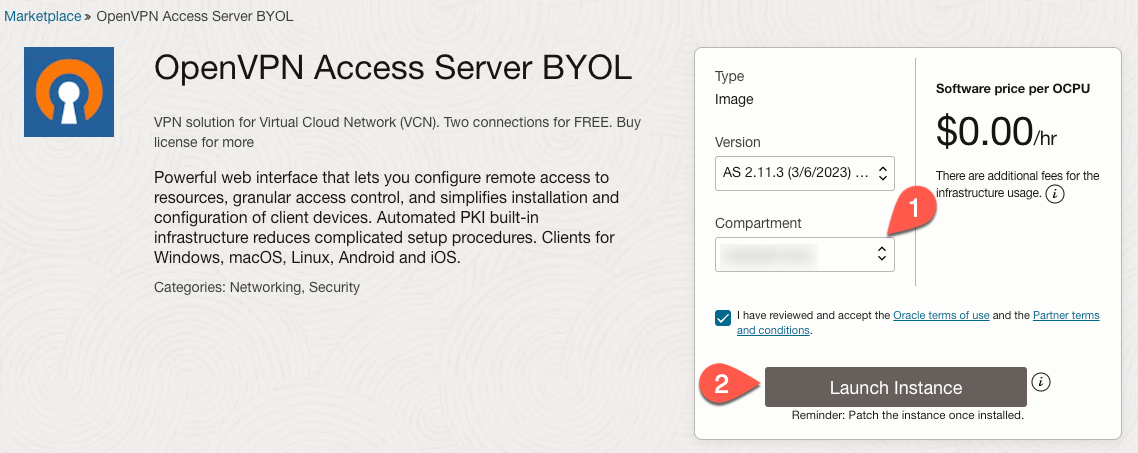 Marketplace » OpenVPN Access Server BYOL
OpenVPN Access Server BYOL
VPN solution for Virtual Cloud Network (VCN). Two connections for FREE. Buy
license for more
Powerful web interface that lets you configure remote access to
resources, granular access control, and simplifies installation and
configuration of client devices. Automated PKI built-in
infrastructure reduces complicated setup procedures. Clients for
Windows, macOS, Linux, Android and iOS.
Categories: Networking, Security
Type
Image
Version
AS 2.11.3 (3/6/2023) ...
Compartment
1
Software price per OCPU
$0.00/hr
There are additional fees for the
infrastructure usage. i
I have reviewed and accept the Oracle terms of use and the Partner terms
and conditions.
2
Launch Instance i
Reminder: Patch the instance once installed.